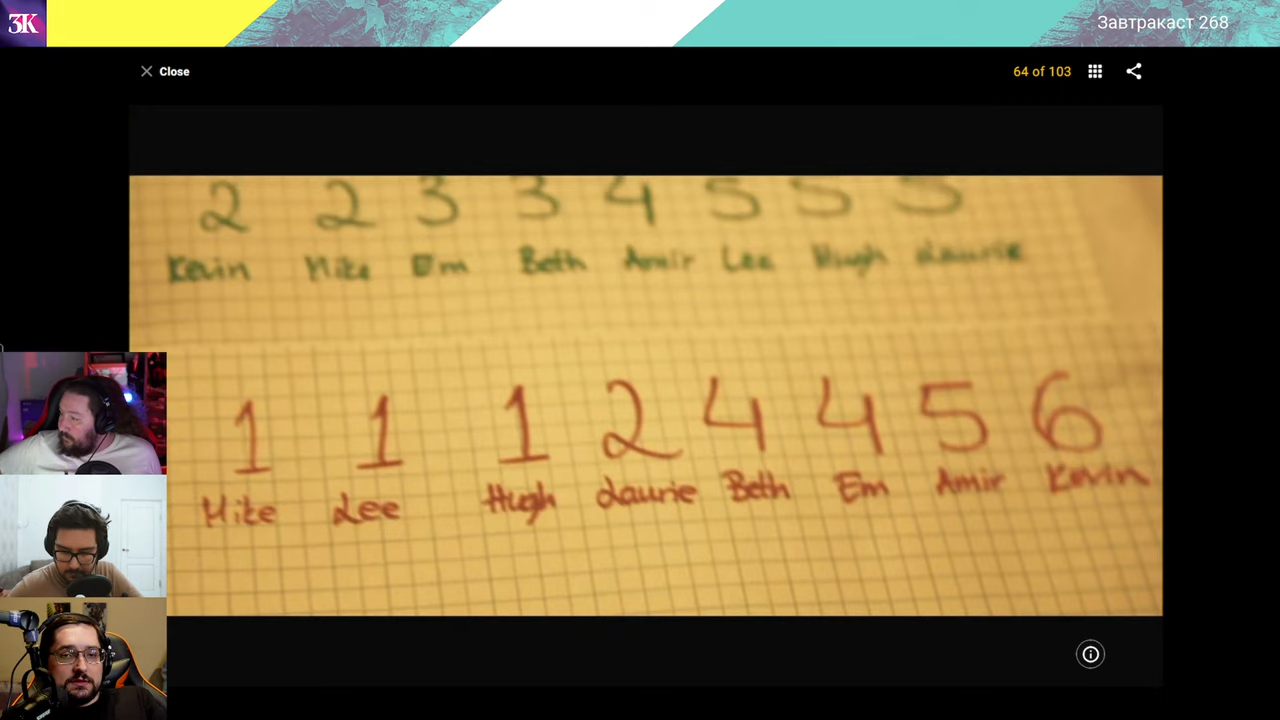 3K
Завтракаст 268
Close
64 of 103
2 2 3 3 4 5 5 5
Kevin Mike Em Beth Amir Lee Hugh Laurie
1 1 1 2 4 4 5 6
Mike Lee Hugh Laurie Beth Em Amir Kevin